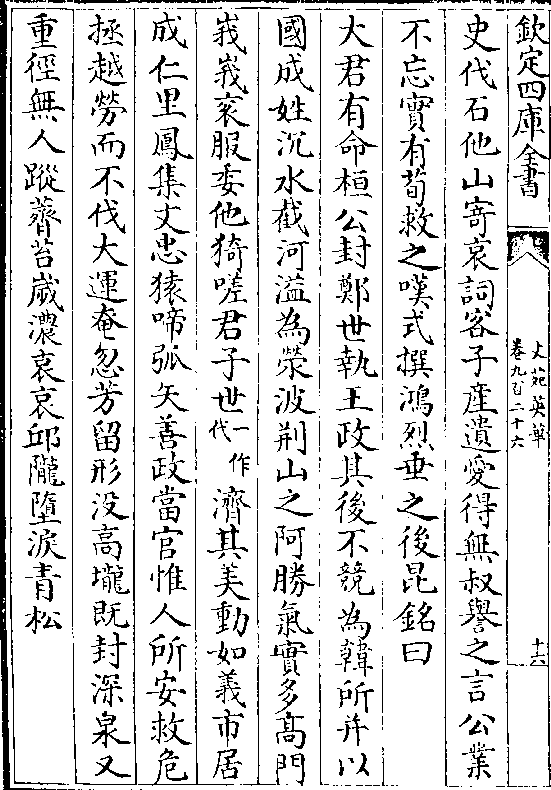 欽定四庫全書
文苑英華
卷九百二十六
十六
史代石他山寄哀詞客子產遺愛得無叔譽之言公業
不忘實有荀救之嘆式撰鴻烈垂之後昆銘曰
大君有命桓公封鄭世執王政其後不競為韓所并以
國成姓沉水截河溢為滎波荆山之阿勝氣實多髙門
峩峩衮服委他猗嗟君子世一作代濟其美動如義市居
成仁里鳳集丈忠猿啼弧矢善政當官惟人所安救危
拯越勞而不伐大運奄忽芳留形没高壠既封深泉又
重徑無人蹤薺苔嵗濃哀哀邱隴墮淚青松